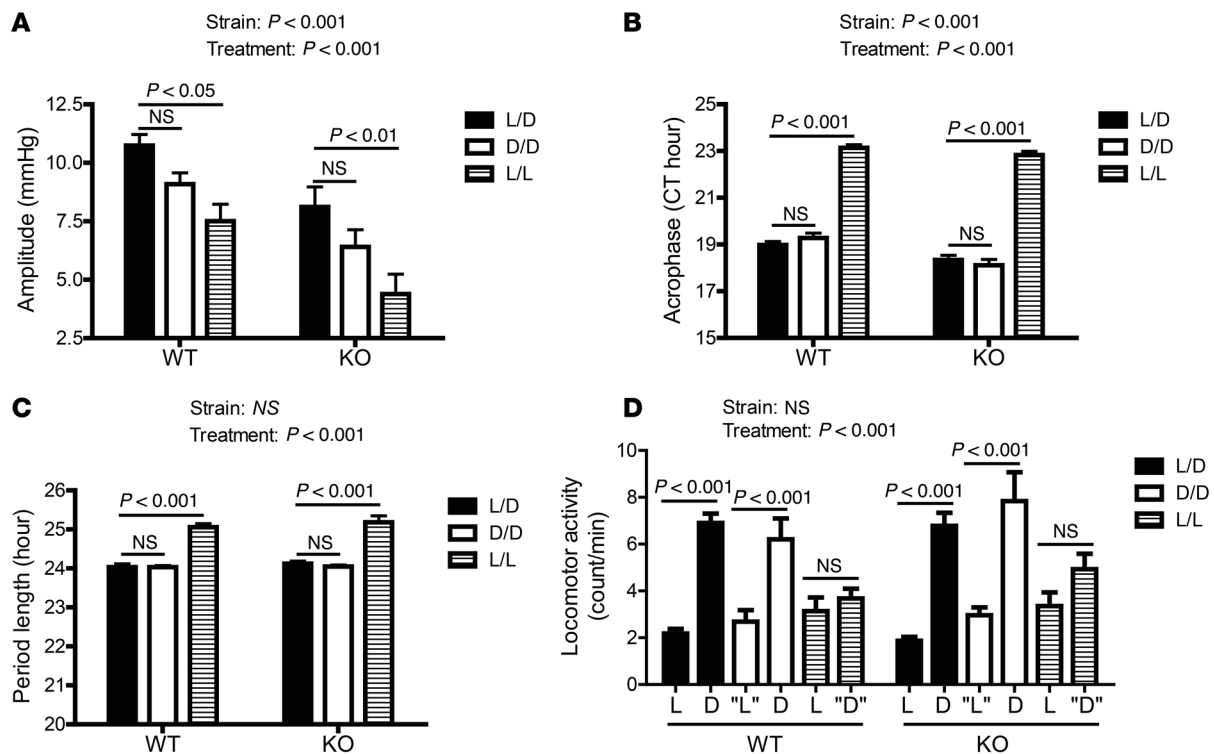 A
Strain: P < 0.001
Treatment: P < 0.001
P < 0.05
NS
P < 0.01
NS
Amplitude (mmHg)
12.5
10.0
7.5
5.0
2.5
WT
KO
L/D
D/D
L/L
B
Strain: P < 0.001
Treatment: P < 0.001
P < 0.001
NS
P < 0.001
NS
Acrophase (CT hour)
25
23
21
19
17
15
WT
KO
L/D
D/D
L/L
C
Strain: NS
Treatment: P < 0.001
P < 0.001
NS
P < 0.001
NS
Period length (hour)
26
25
24
23
22
21
20
WT
KO
L/D
D/D
L/L
D
Strain: NS
Treatment: P < 0.001
P < 0.001
P < 0.001
NS
P < 0.001
P < 0.001
NS
Locomotor activity
(count/min)
10
8
6
4
2
0
L D "L" D L "D" L D "L" D L "D"
WT
KO
L/D
D/D
L/L